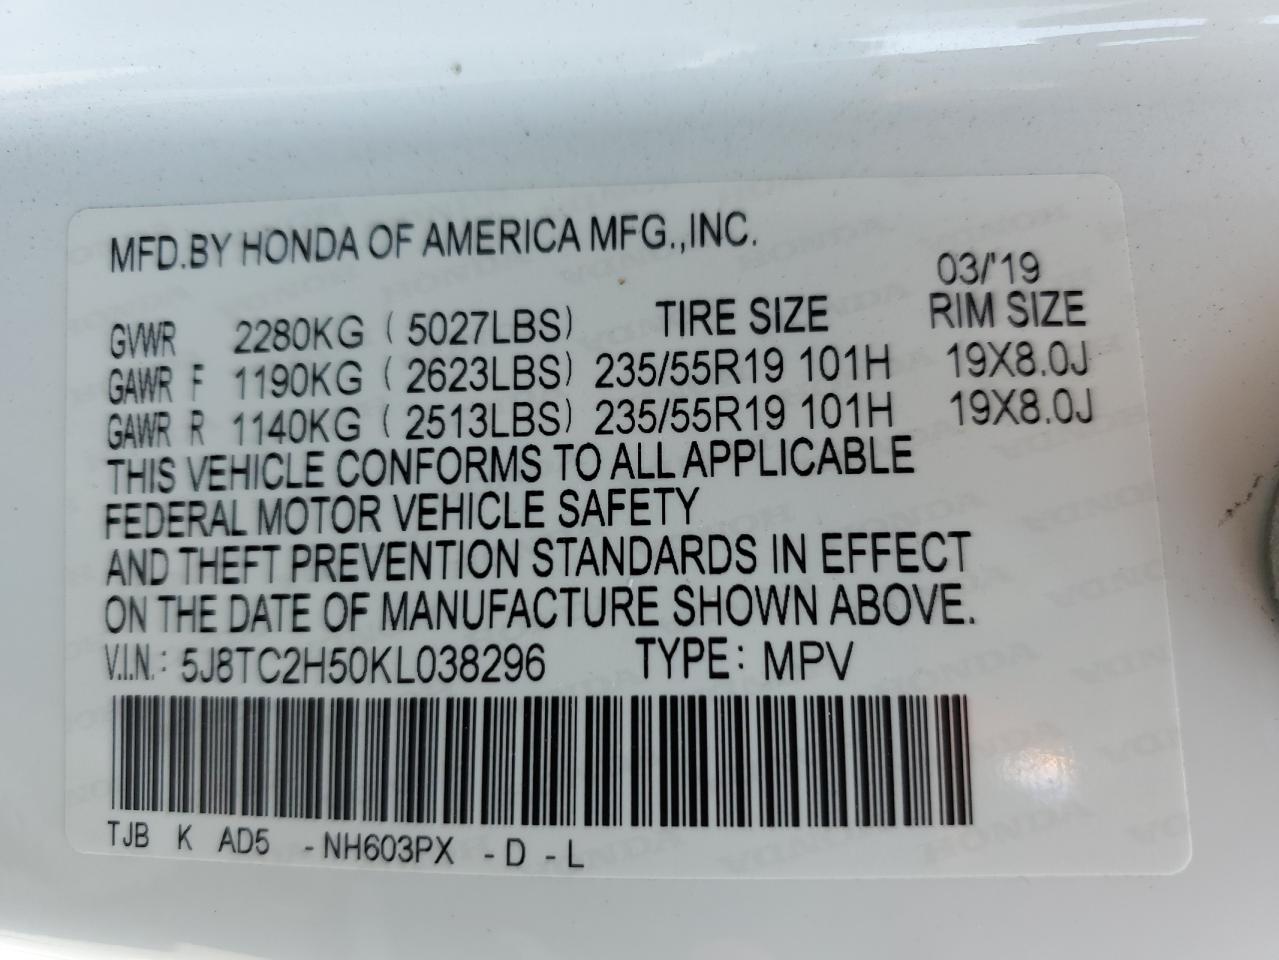 MFD.BY HONDA OF AMERICA MFG.,INC.
03/'19
GVWR 2280KG ( 5027LBS) TIRE SIZE RIM SIZE
GAWR F 1190KG ( 2623LBS) 235/55R19 101H 19X8.0J
GAWR R 1140KG ( 2513LBS) 235/55R19 101H 19X8.0J
THIS VEHICLE CONFORMS TO ALL APPLICABLE
FEDERAL MOTOR VEHICLE SAFETY
AND THEFT PREVENTION STANDARDS IN EFFECT
ON THE DATE OF MANUFACTURE SHOWN ABOVE.
V.I.N.: 5J8TC2H50KL038296 TYPE: MPV
TJB K AD5 -NH603PX -D -L